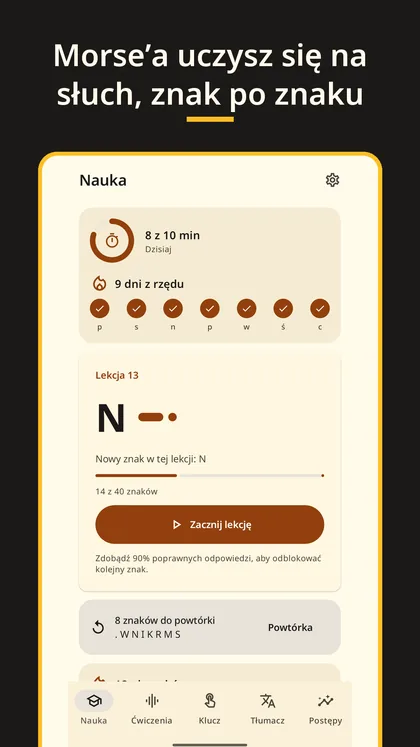 Morse’a uczysz się na
słuch, znak po znaku
Nauka
8 z 10 min
Dzisiaj
9 dni z rzędu
p s n p w ś c
Lekcja 13
N
Nowy znak w tej lekcji: N
14 z 40 znaków
Zacznij lekcję
Zdobądź 90% poprawnych odpowiedzi, aby odblokować
kolejny znak.
8 znaków do powtórki
. W N I K R M S
Powtórka
Nauka Ćwiczenia Klucz Tłumacz Postępy